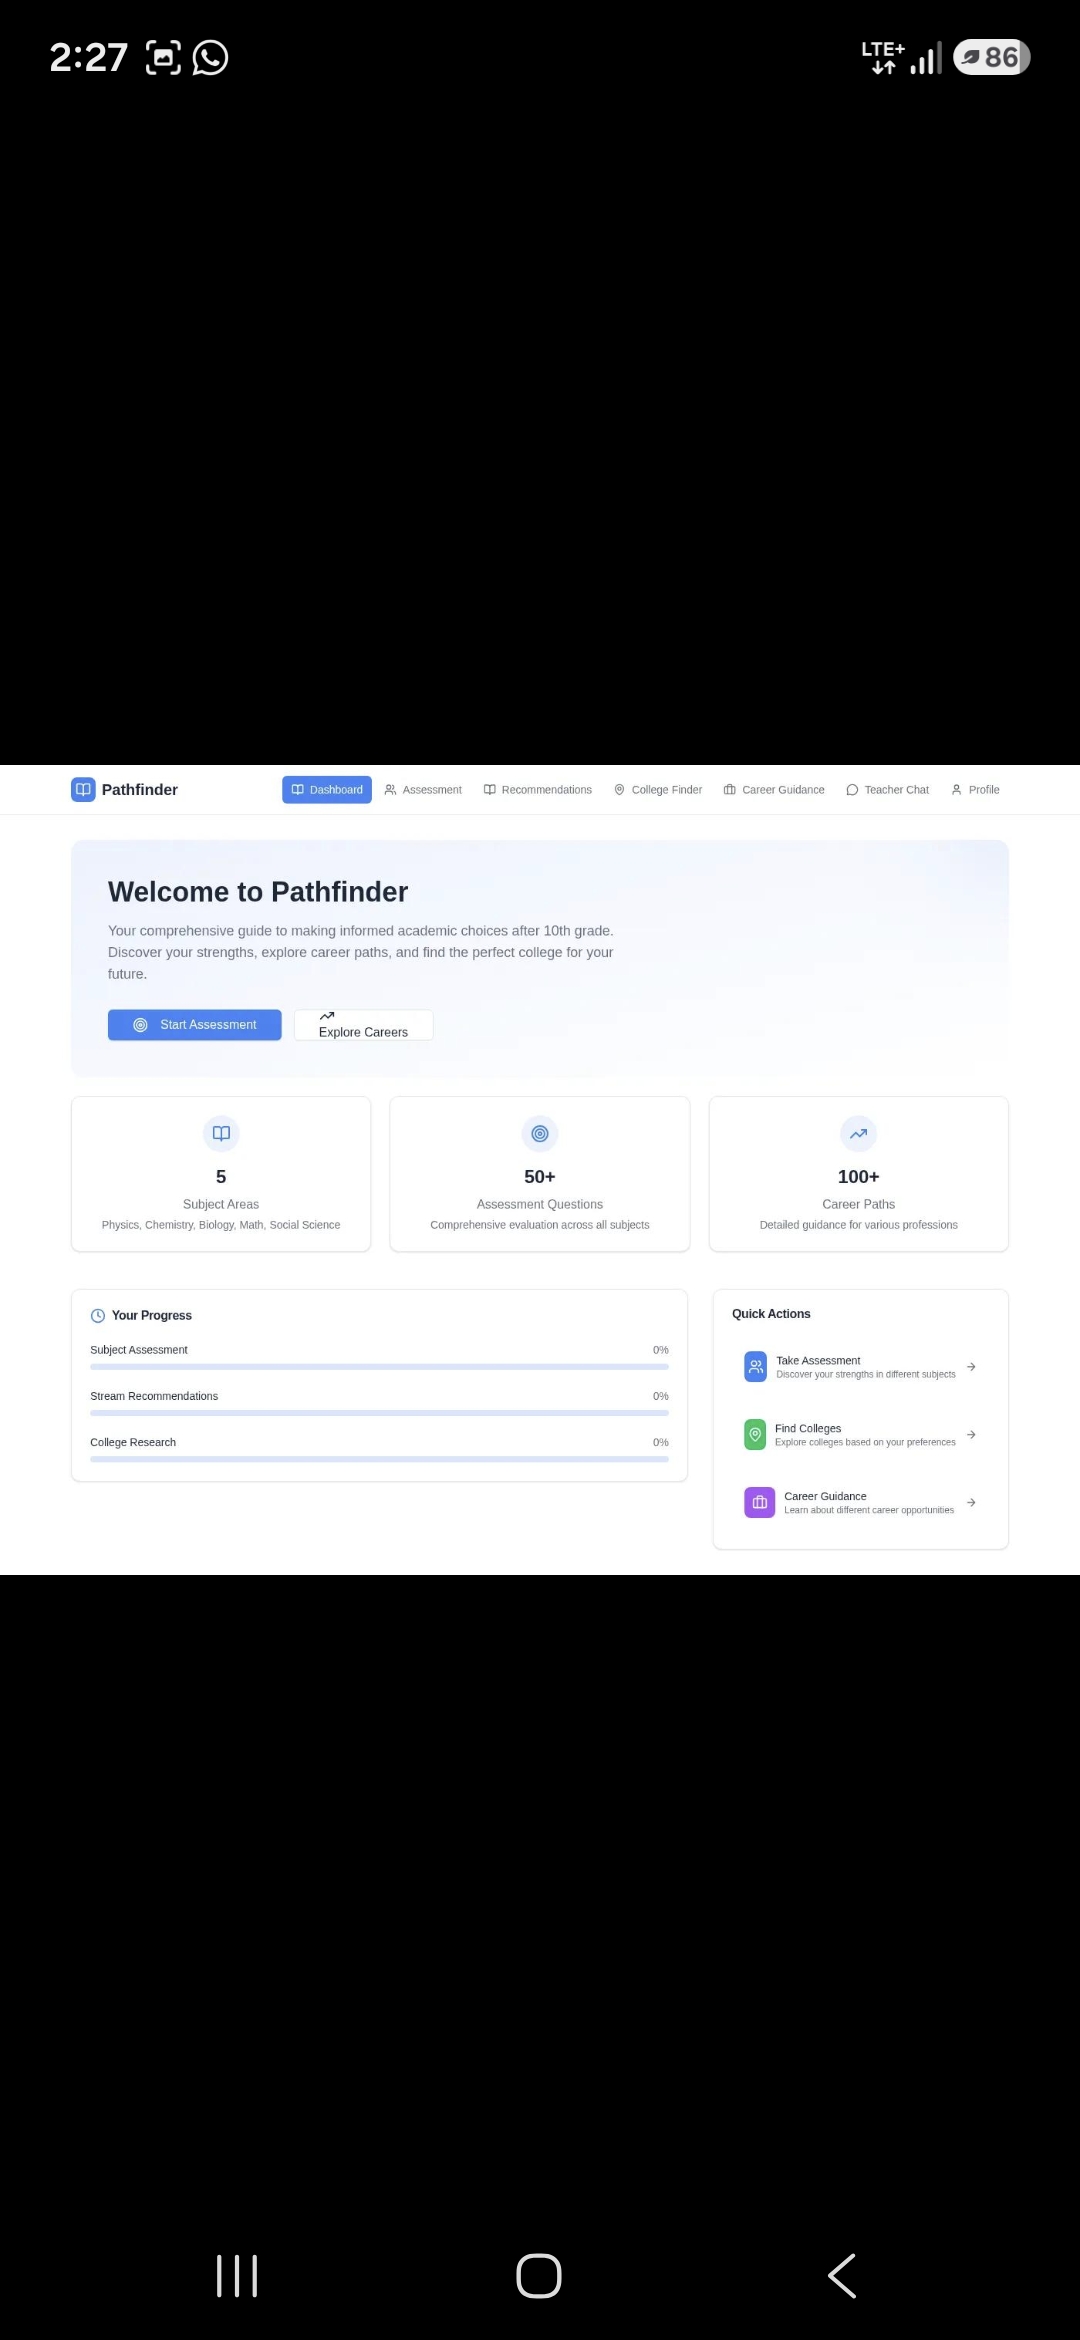 2:27
LTE+
86
Pathfinder
Dashboard
Assessment
Recommendations
College Finder
Career Guidance
Teacher Chat
Profile
Welcome to Pathfinder
Your comprehensive guide to making informed academic choices after 10th grade.
Discover your strengths, explore career paths, and find the perfect college for your
future.
Start Assessment
Explore Careers
5
Subject Areas
Physics, Chemistry, Biology, Math, Social Science
50+
Assessment Questions
Comprehensive evaluation across all subjects
100+
Career Paths
Detailed guidance for various professions
Your Progress
Subject Assessment 0%
Stream Recommendations 0%
College Research 0%
Quick Actions
Take Assessment
Discover your strengths in different subjects
Find Colleges
Explore colleges based on your preferences
Career Guidance
Learn about different career opportunities